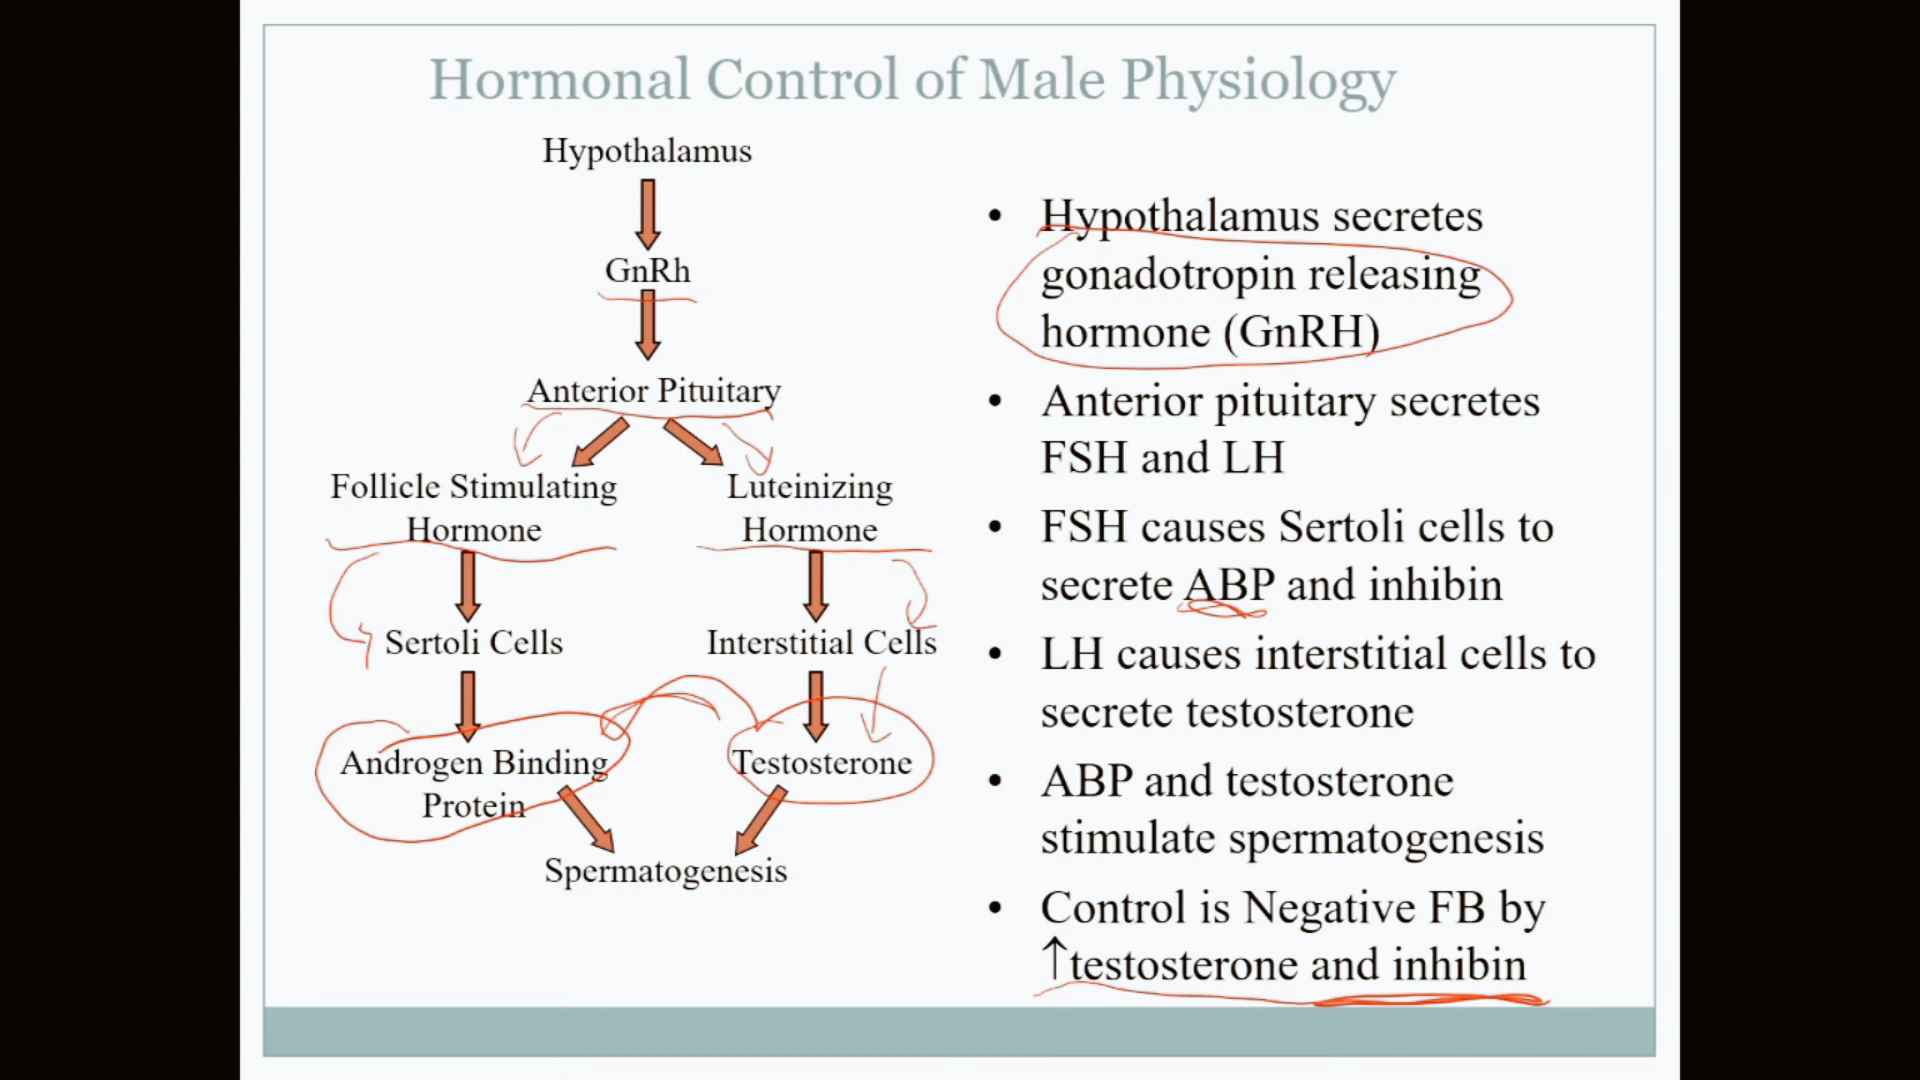 Hormonal Control of Male Physiology
Hypothalamus
GnRh
Anterior Pituitary
Follicle Stimulating
Hormone
Luteinizing
Hormone
Sertoli Cells
Interstitial Cells
Androgen Binding
Protein
Testosterone
Spermatogenesis
• Hypothalamus secretes
gonadotropin releasing
hormone (GnRH)
• Anterior pituitary secretes
FSH and LH
• FSH causes Sertoli cells to
secrete ABP and inhibin
• LH causes interstitial cells to
secrete testosterone
• ABP and testosterone
stimulate spermatogenesis
• Control is Negative FB by
↑testosterone and inhibin